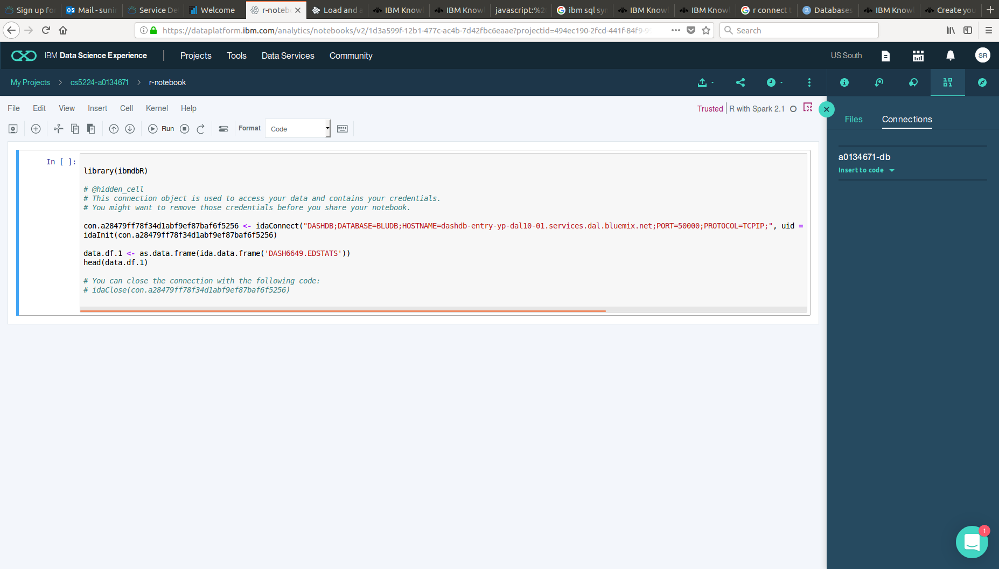 Sign up fo
Mail - sunir
Service De
Welcome
r-notebo
Load and a
IBM Knowl
IBM Knowl
javascript:%2
ibm sql syn
IBM Knowl
IBM Knowl
r connect t
Databases
IBM Knowl
Create you
https://dataplatform.ibm.com/analytics/notebooks/v2/1d3a599f-12b1-477c-ac4b-7d42fbc6eaae?projectid=494ec190-2fcd-441f-84f9-9
Search
IBM Data Science Experience
Projects
Tools
Data Services
Community
US South
SR
My Projects > cs5224-a0134671 > r-notebook
File Edit View Insert Cell Kernel Help
Trusted | R with Spark 2.1
Run
Format
Code
Files
Connections
a0134671-db
Insert to code
In [ ]:
library(ibmdbR)
# @hidden_cell
# This connection object is used to access your data and contains your credentials.
# You might want to remove those credentials before you share your notebook.
con.a28479ff78f34d1abf9ef87baf6f5256 <- idaConnect("DASHDB;DATABASE=BLUDB;HOSTNAME=dashdb-entry-yp-dal10-01.services.dal.bluemix.net;PORT=50000;PROTOCOL=TCPIP;", uid =
idaInit(con.a28479ff78f34d1abf9ef87baf6f5256)
data.df.1 <- as.data.frame(ida.data.frame('DASH6649.EDSTATS'))
head(data.df.1)
# You can close the connection with the following code:
# idaClose(con.a28479ff78f34d1abf9ef87baf6f5256)
1